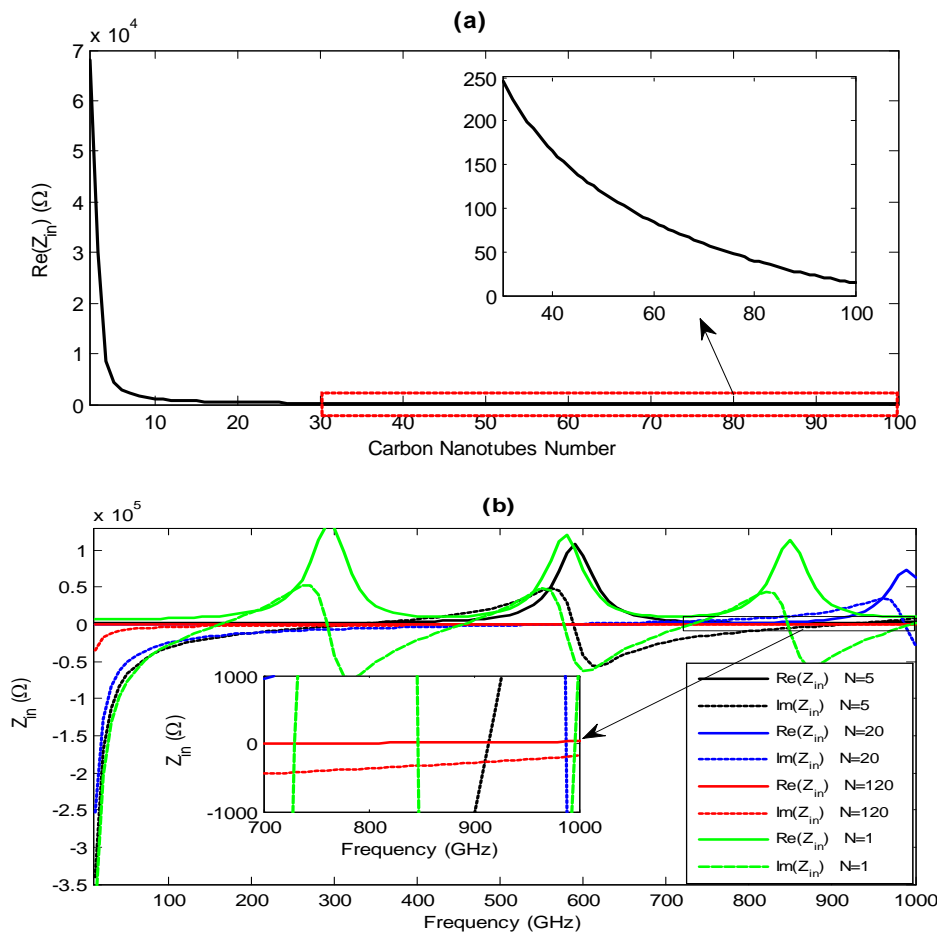 (a)
x 10^4
7
6
5
4
3
2
1
0
Re(Z_in) (Ω)
10 20 30 40 50 60 70 80 90 100
Carbon Nanotubes Number
250
200
150
100
50
0
40 60 80 100
(b)
x 10^5
1
0.5
0
-0.5
-1
-1.5
-2
-2.5
-3
-3.5
Z_in (Ω)
100 200 300 400 500 600 700 800 900 1000
Frequency (GHz)
1000
0
-1000
Z_in (Ω)
700 800 900 1000
Frequency (GHz)
Re(Z_in) N=5
Im(Z_in) N=5
Re(Z_in) N=20
Im(Z_in) N=20
Re(Z_in) N=120
Im(Z_in) N=120
Re(Z_in) N=1
Im(Z_in) N=1